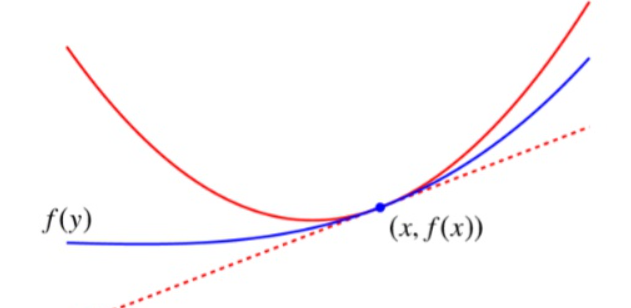 f(y)
(x, f(x))